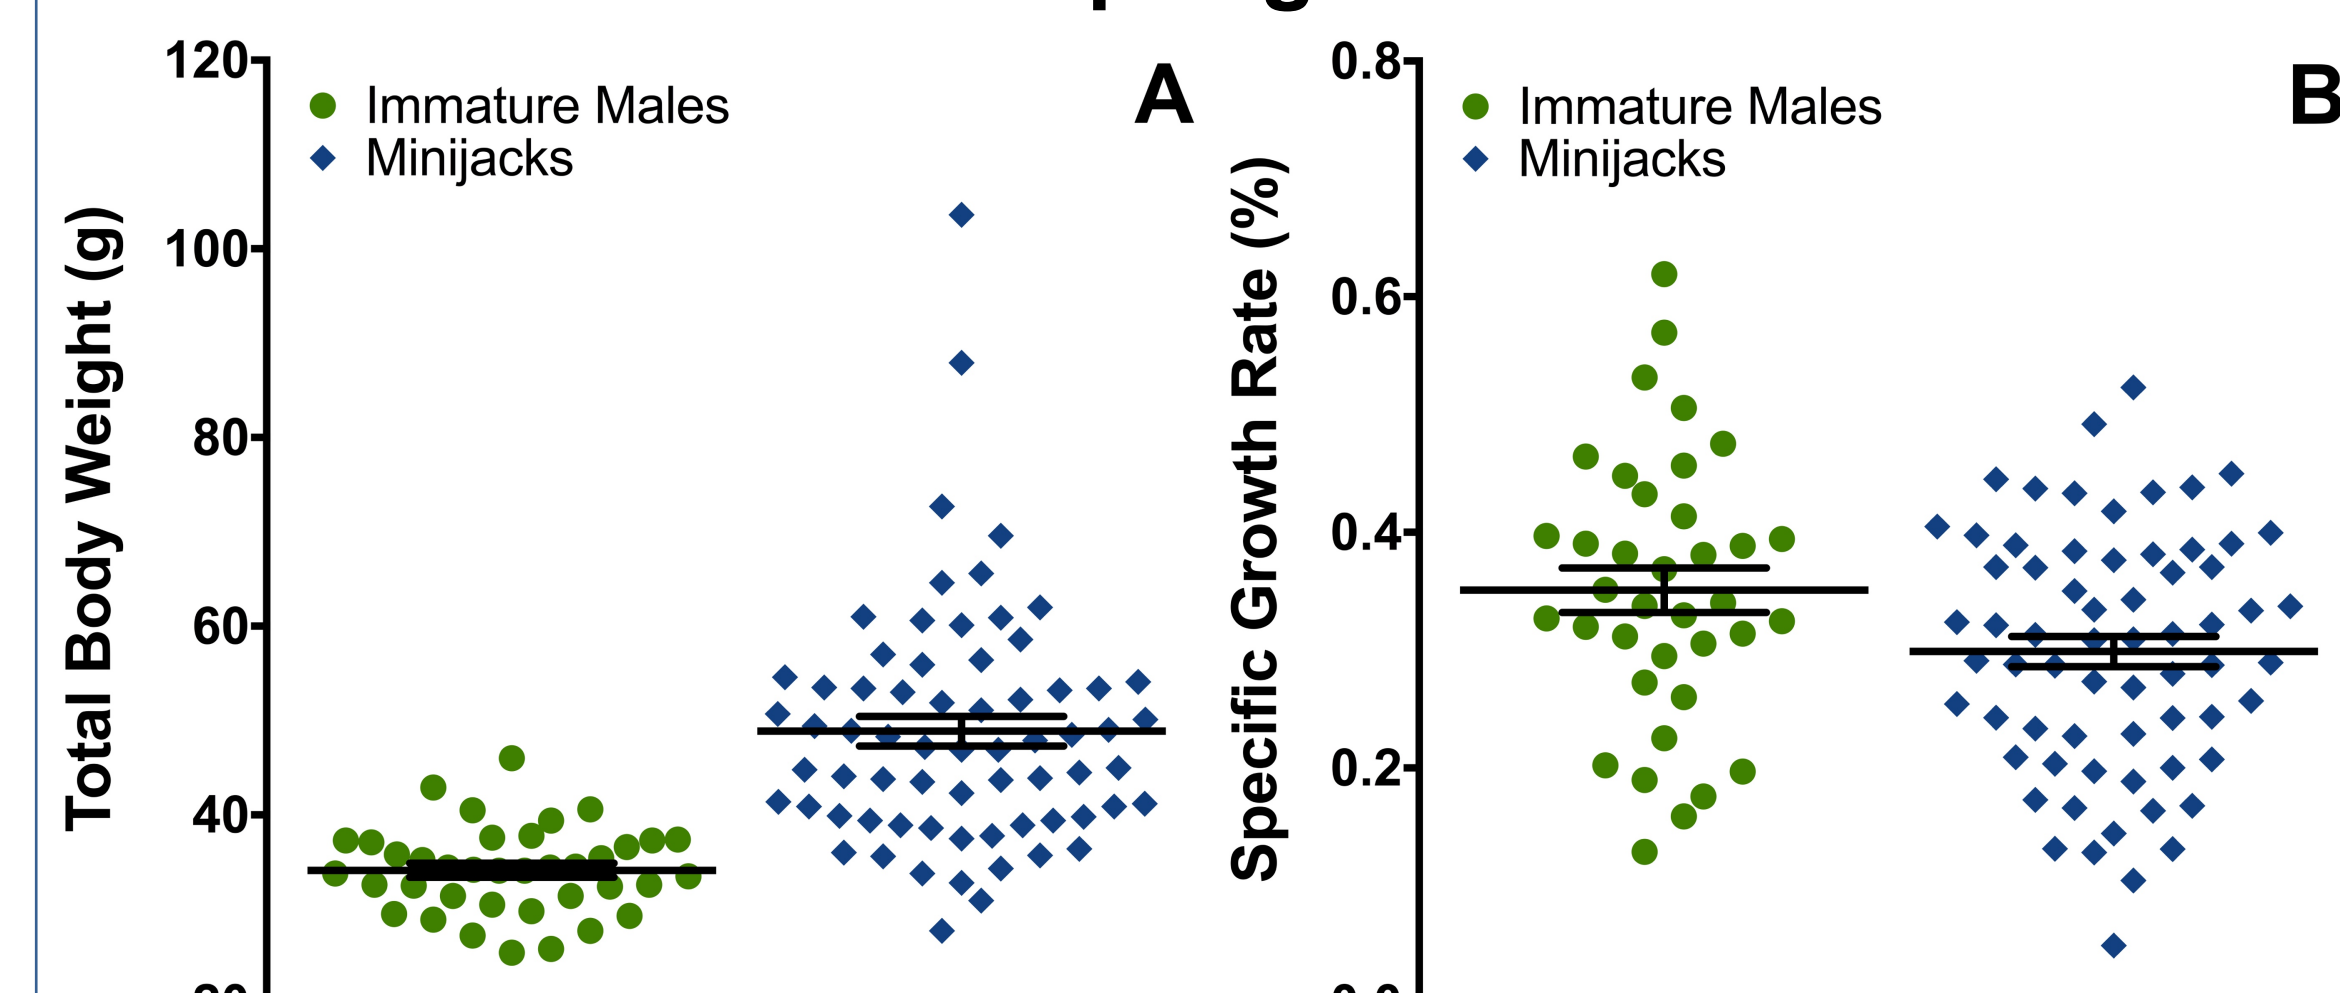 A
Total Body Weight (g)
120
100
80
60
40
Immature Males
Minijacks
B
Specific Growth Rate (%)
0.8
0.6
0.4
0.2
Immature Males
Minijacks